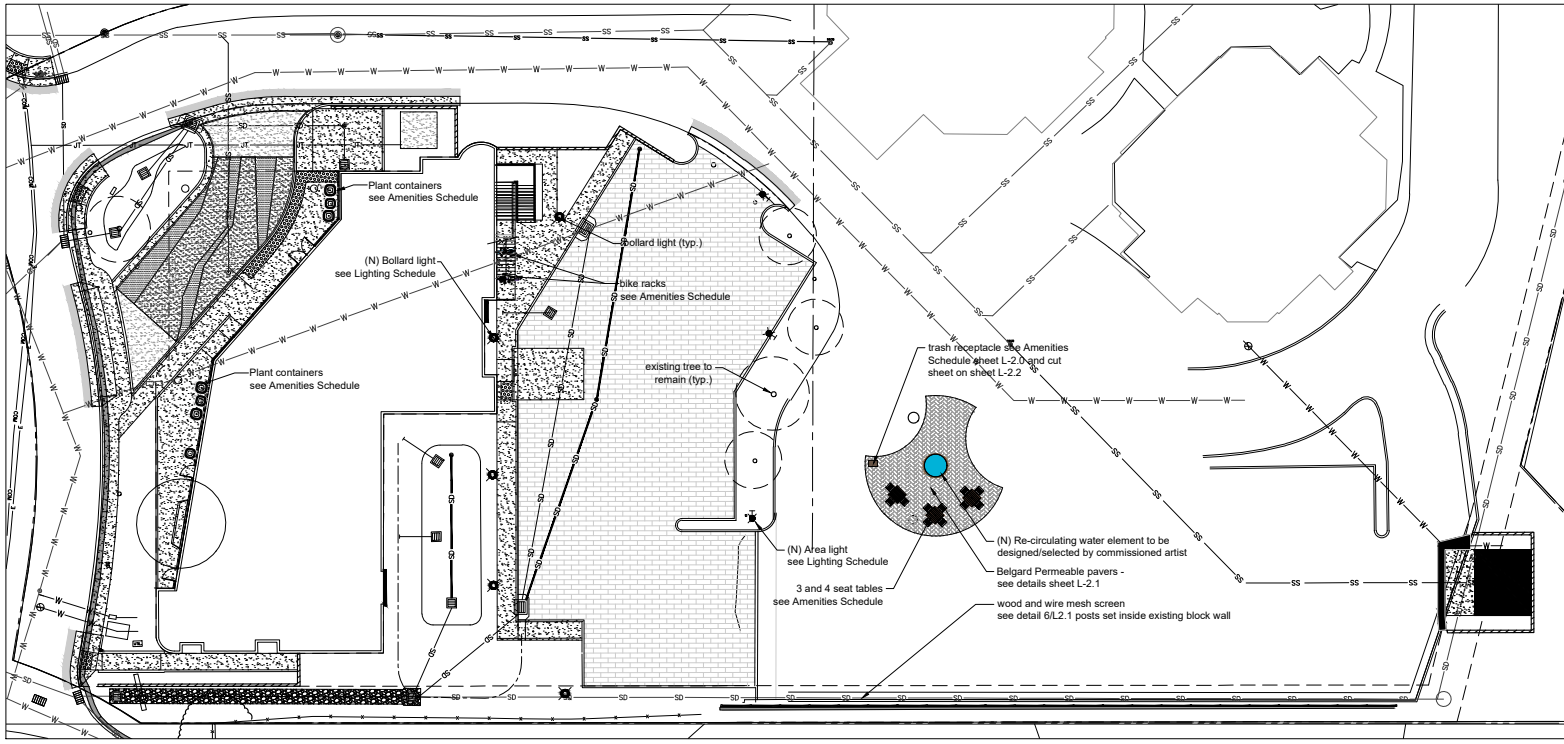 Plant containers
see Amenities Schedule
(N) Bollard light
see Lighting Schedule
bollard light (typ.)
bike racks
see Amenities Schedule
Plant containers
see Amenities Schedule
existing tree to
remain (typ.)
trash receptacle see Amenities
Schedule sheet L-2.0 and cut
sheet on sheet L-2.2
(N) Area light
see Lighting Schedule
(N) Re-circulating water element to be
designed/selected by commissioned artist
3 and 4 seat tables
see Amenities Schedule
Belgard Permeable pavers -
see details sheet L-2.1
wood and wire mesh screen
see detail 6/L2.1 posts set inside existing block wall